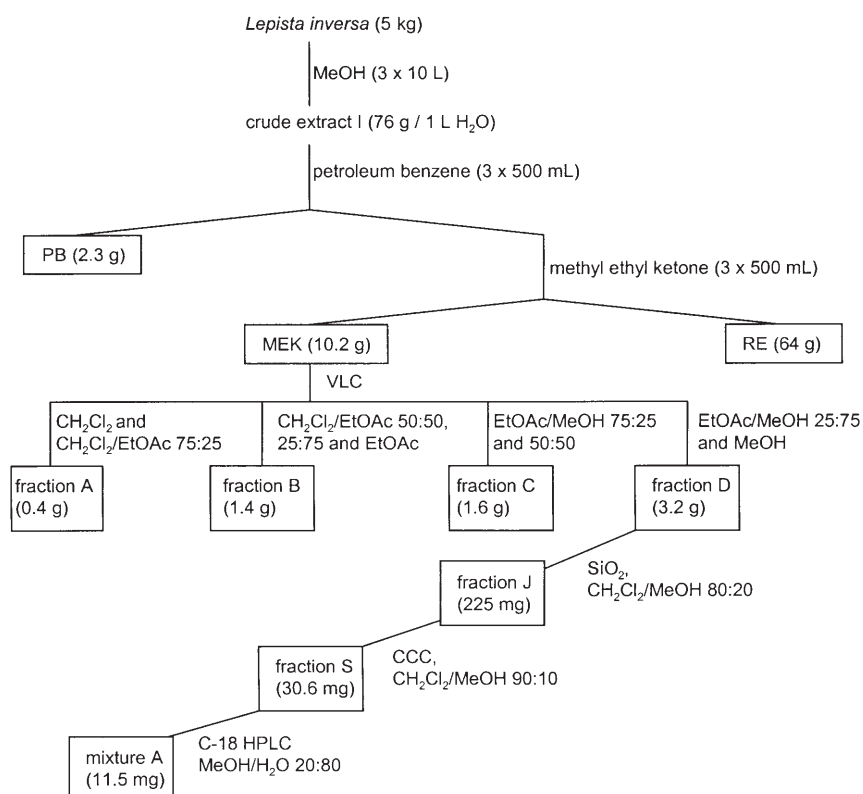 Lepista inversa (5 kg)
MeOH (3 x 10 L)
crude extract I (76 g / 1 L H₂O)
petroleum benzene (3 x 500 mL)
PB (2.3 g)
methyl ethyl ketone (3 x 500 mL)
MEK (10.2 g)
RE (64 g)
VLC
CH₂Cl₂ and
CH₂Cl₂/EtOAc 75:25
CH₂Cl₂/EtOAc 50:50,
25:75 and EtOAc
EtOAc/MeOH 75:25
and 50:50
EtOAc/MeOH 25:75
and MeOH
fraction A
(0.4 g)
fraction B
(1.4 g)
fraction C
(1.6 g)
fraction D
(3.2 g)
SiO₂,
CH₂Cl₂/MeOH 80:20
fraction J
(225 mg)
CCC,
CH₂Cl₂/MeOH 90:10
fraction S
(30.6 mg)
C-18 HPLC
MeOH/H₂O 20:80
mixture A
(11.5 mg)